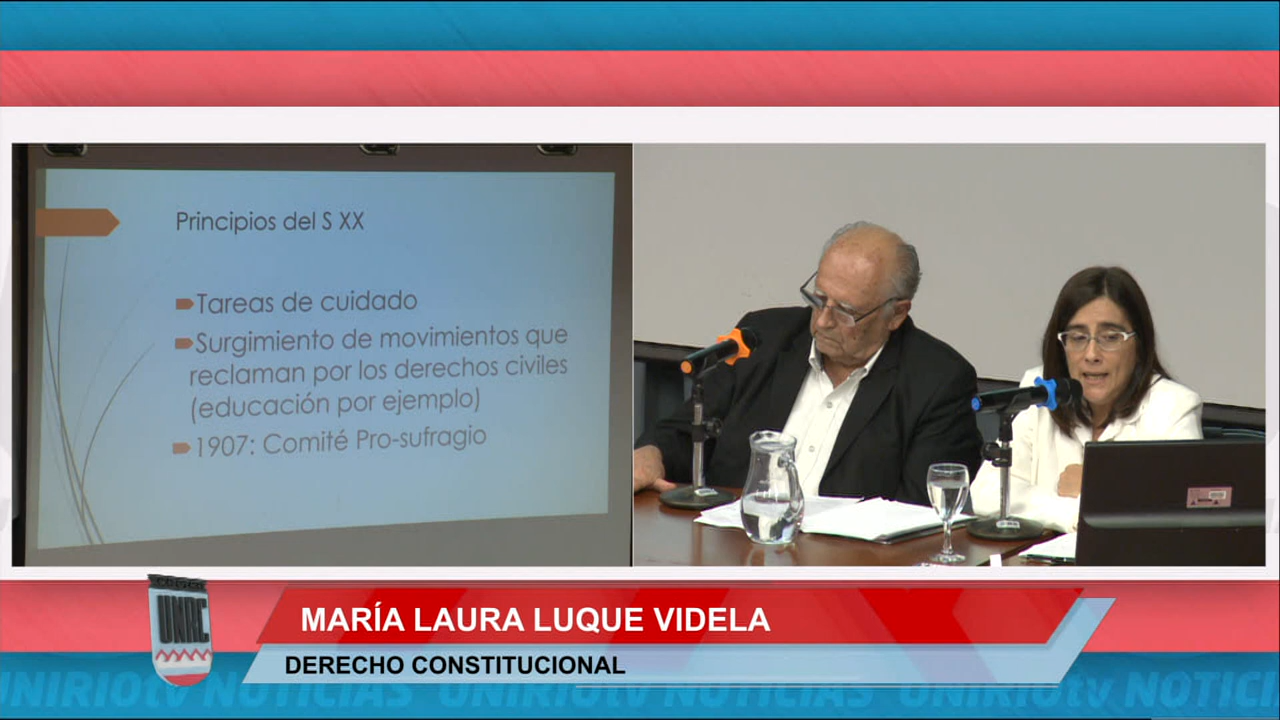 Principios del S XX
Tareas de cuidado
Surgimiento de movimientos que
reclaman por los derechos civiles
(educación por ejemplo)
1907: Comité Pro-sufragio
UNRC
MARÍA LAURA LUQUE VIDELA
DERECHO CONSTITUCIONAL
UNIRIOtv NOTICIAS UNIRIOtv NOTICIAS UNIRIOtv NOTICI